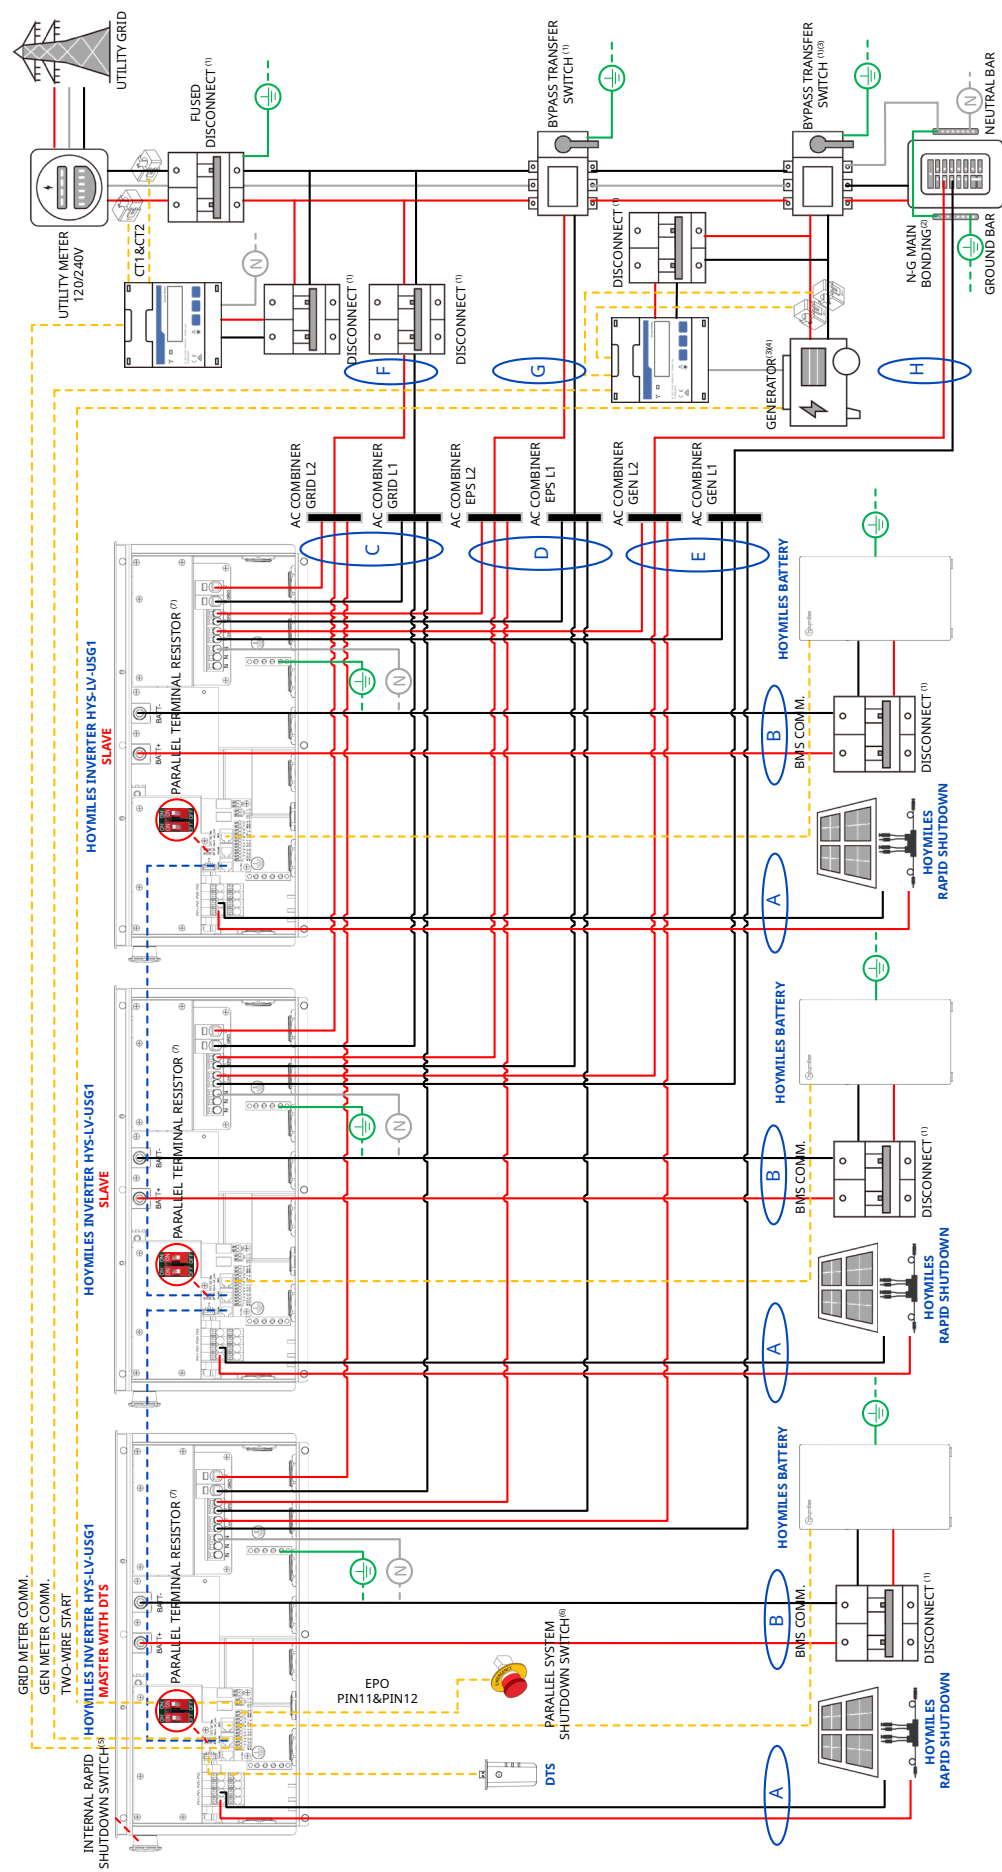 UTILITY GRID
UTILITY METER
120/240V
CT1&CT2
FUSED
DISCONNECT (1)
BYPASS TRANSFER
SWITCH (1)
BYPASS TRANSFER
SWITCH (1)(3)
NEUTRAL BAR
GROUND BAR
N-G MAIN
BONDING(2)
N
N
DISCONNECT (1)
DISCONNECT (1)
DISCONNECT (1)
GENERATOR(3)(4)
F
G
H
AC COMBINER
GRID L2
AC COMBINER
GRID L1
AC COMBINER
EPS L2
AC COMBINER
EPS L1
AC COMBINER
GEN L2
AC COMBINER
GEN L1
C
D
E
HOYMILES INVERTER HYS-LV-USG1
SLAVE
PARALLEL TERMINAL RESISTOR (7)
BATT-
BATT+
N
HOYMILES BATTERY
BMS COMM.
B
DISCONNECT (1)
A
HOYMILES
RAPID SHUTDOWN
HOYMILES INVERTER HYS-LV-USG1
SLAVE
PARALLEL TERMINAL RESISTOR (7)
BATT-
BATT+
N
HOYMILES BATTERY
BMS COMM.
B
DISCONNECT (1)
A
HOYMILES
RAPID SHUTDOWN
GRID METER COMM.
GEN METER COMM.
TWO-WIRE START
HOYMILES INVERTER HYS-LV-USG1
MASTER WITH DTS
PARALLEL TERMINAL RESISTOR (7)
BATT-
BATT+
N
INTERNAL RAPID
SHUTDOWN SWITCH(5)
EPO
PIN11&PIN12
EMERGENCY
PARALLEL SYSTEM
SHUTDOWN SWITCH(6)
DTS
HOYMILES BATTERY
BMS COMM.
B
DISCONNECT (1)
A
HOYMILES
RAPID SHUTDOWN